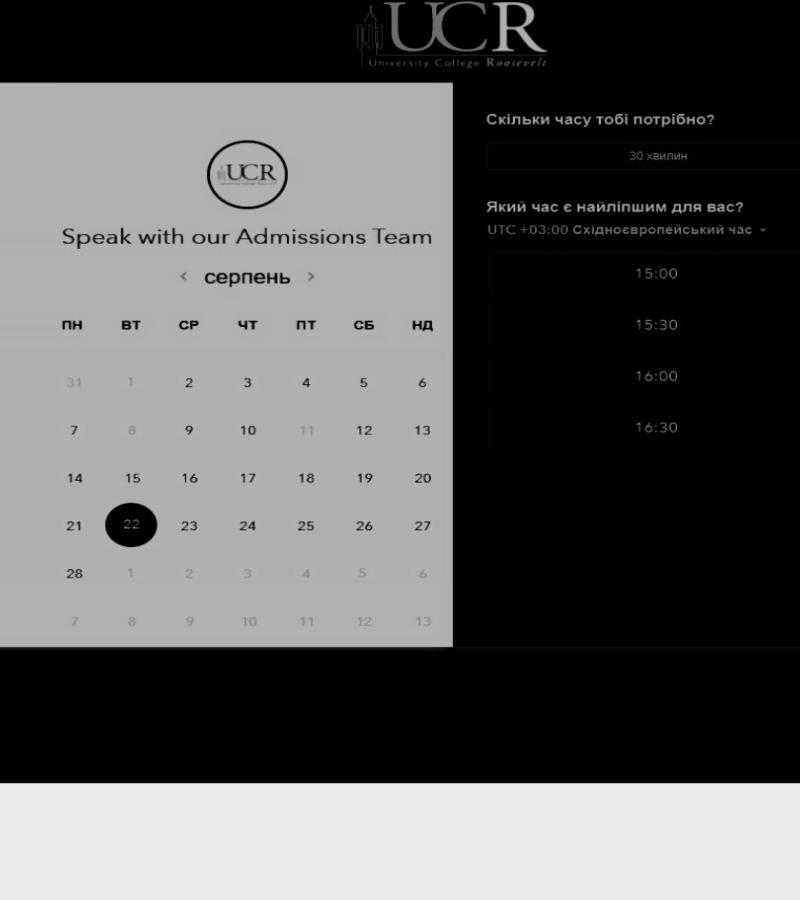 UCR
University College Roosevelt
UCR
University College Roosevelt
Speak with our Admissions Team
< серпень >
ПН ВТ СР ЧТ ПТ СБ НД
31 1 2 3 4 5 6
7 8 9 10 11 12 13
14 15 16 17 18 19 20
21 22 23 24 25 26 27
28 1 2 3 4 5 6
7 8 9 10 11 12 13
Скільки часу тобі потрібно?
30 хвилин
Який час є найліпшим для вас?
UTC +03:00 Східноєвропейський час
15:00
15:30
16:00
16:30